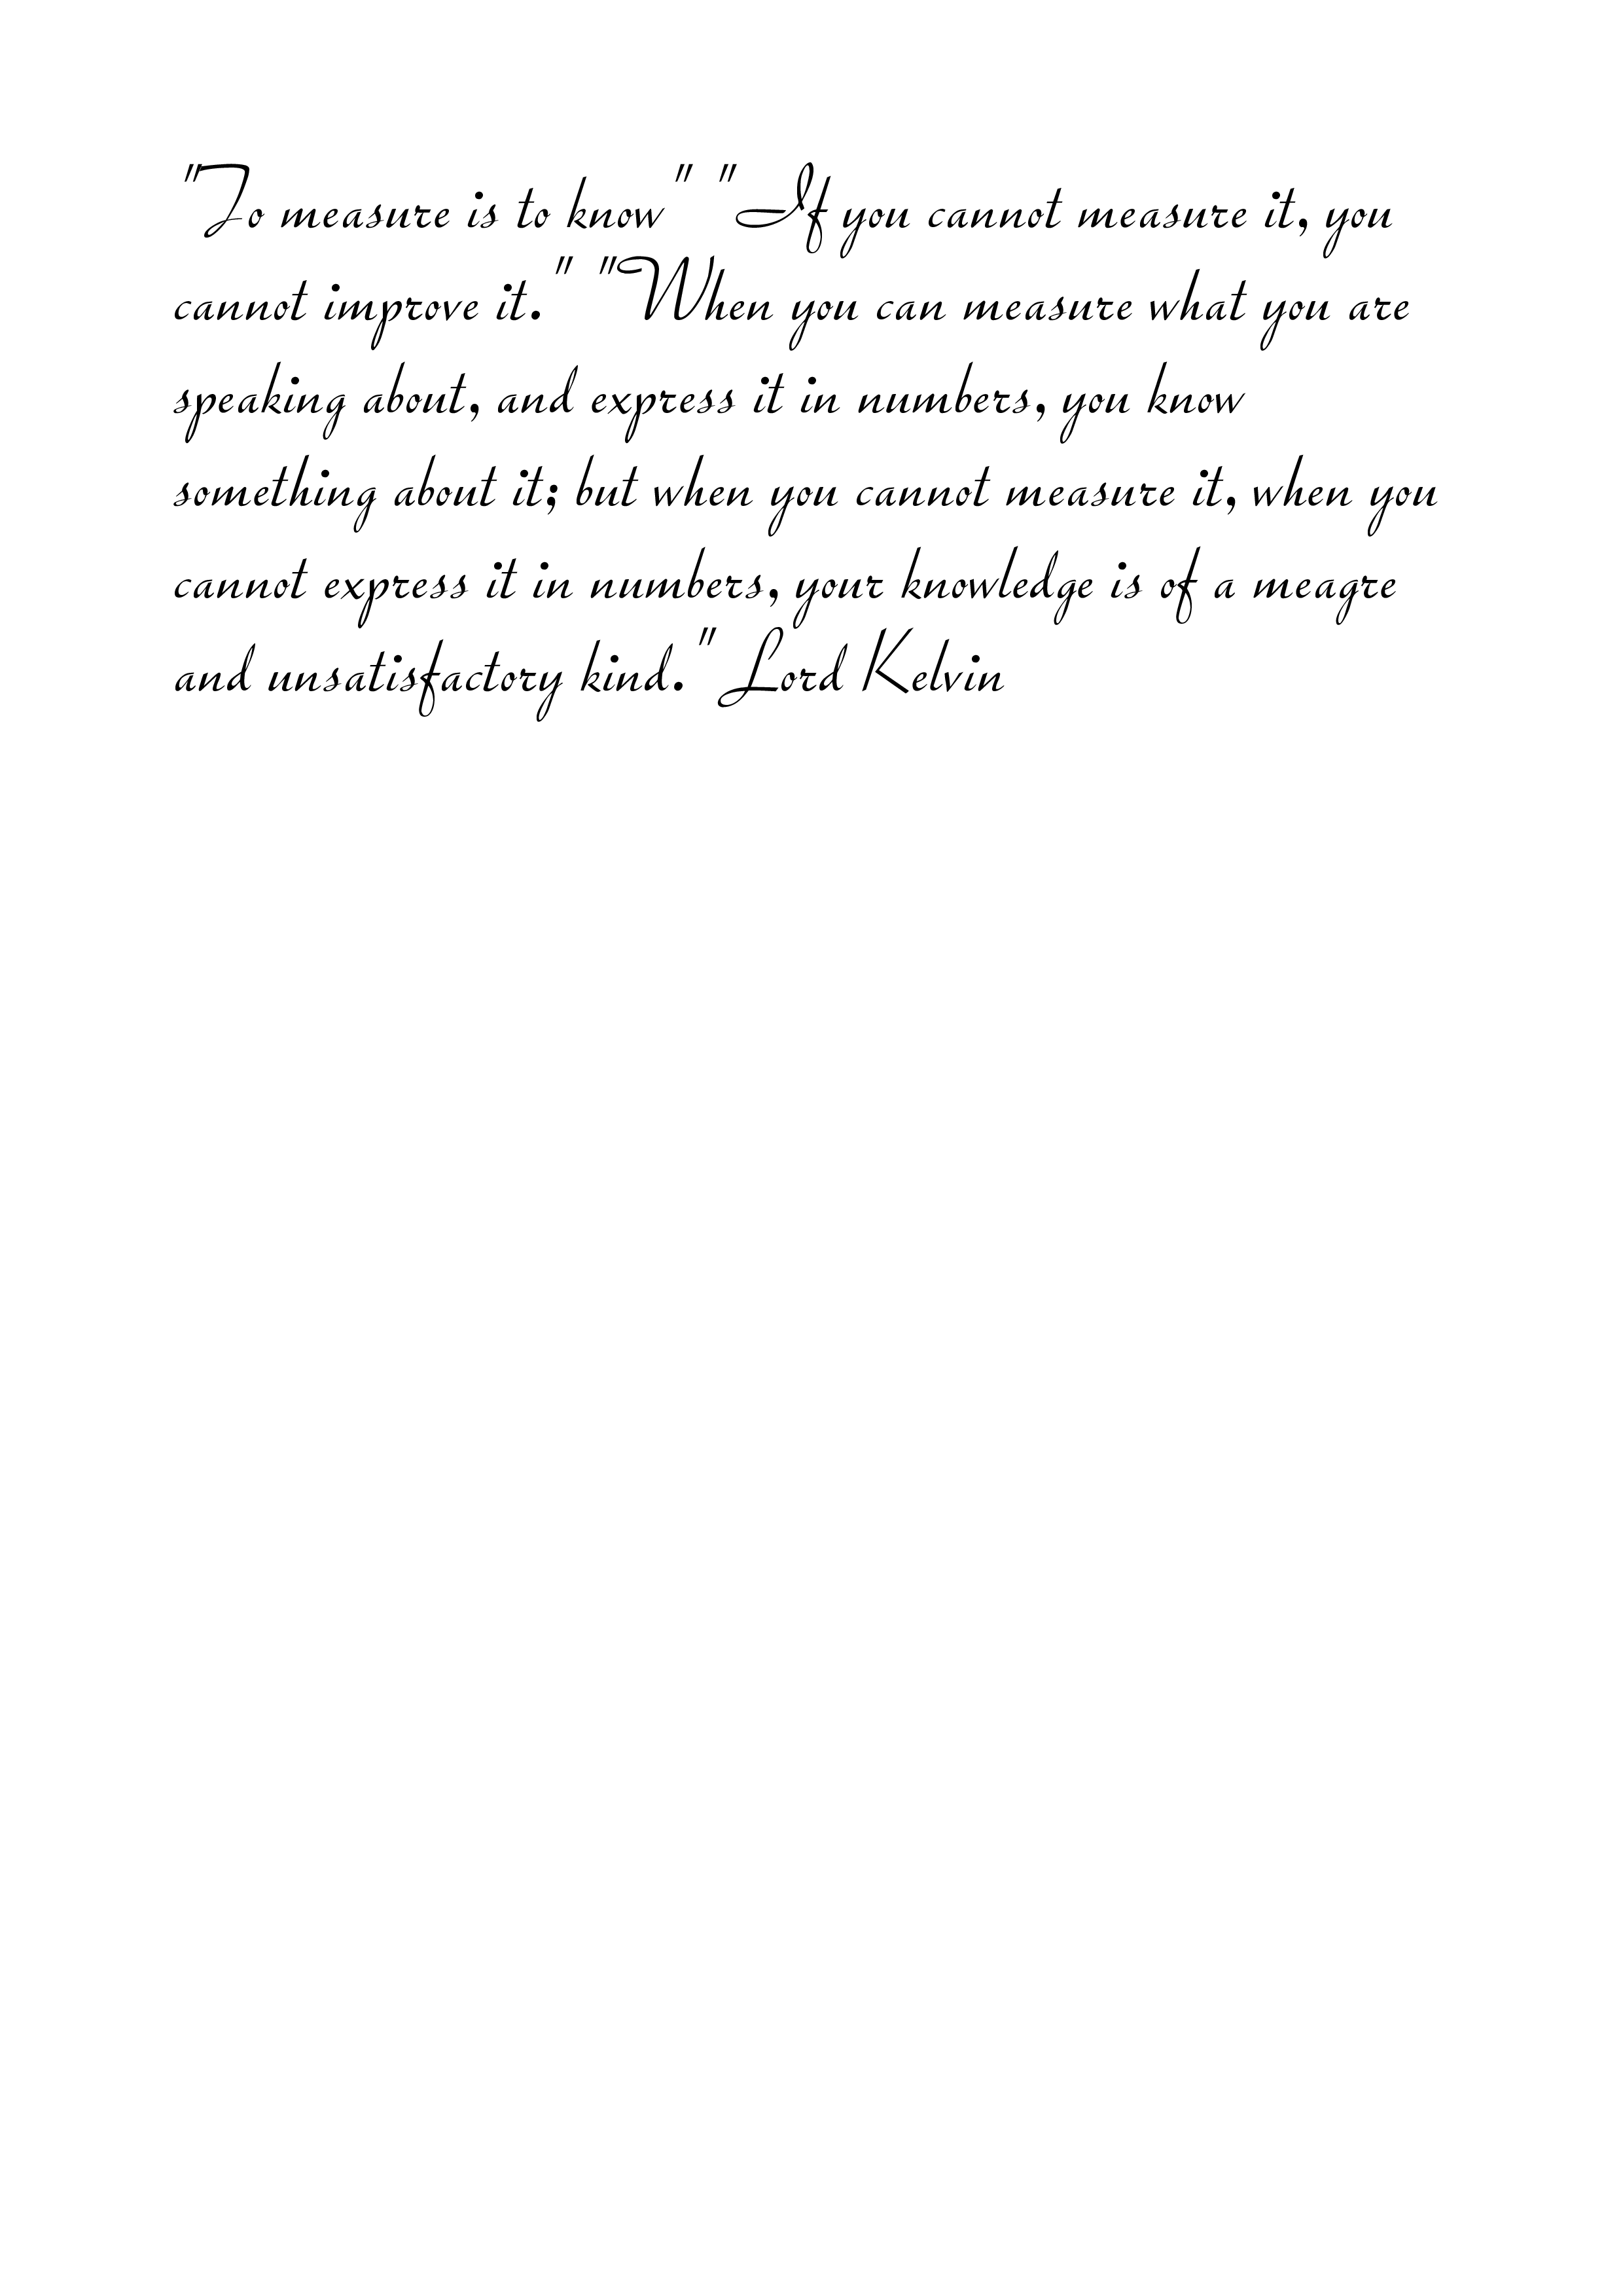 "To measure is to know" "If you cannot measure it, you
cannot improve it." "When you can measure what you are
speaking about, and express it in numbers, you know
something about it; but when you cannot measure it, when you
cannot express it in numbers, your knowledge is of a meagre
and unsatisfactory kind." Lord Kelvin